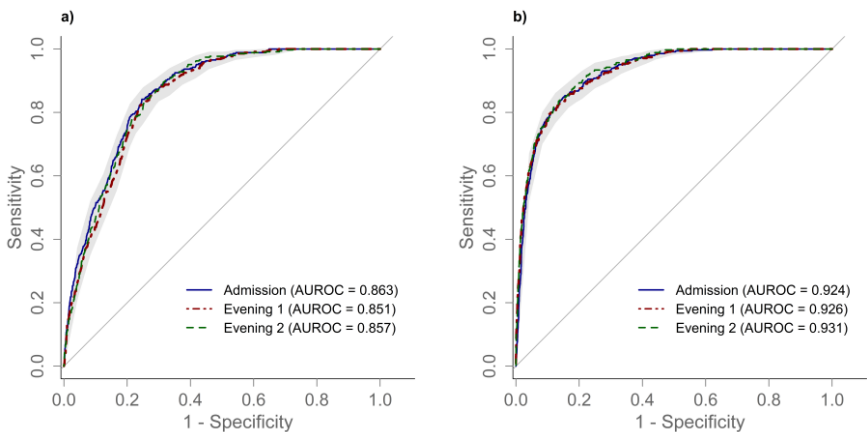 a)
1.0
0.8
0.6
0.4
0.2
0.0
Sensitivity
Admission (AUROC = 0.863)
Evening 1 (AUROC = 0.851)
Evening 2 (AUROC = 0.857)
0.0 0.2 0.4 0.6 0.8 1.0
1 - Specificity
b)
1.0
0.8
0.6
0.4
0.2
0.0
Sensitivity
Admission (AUROC = 0.924)
Evening 1 (AUROC = 0.926)
Evening 2 (AUROC = 0.931)
0.0 0.2 0.4 0.6 0.8 1.0
1 - Specificity